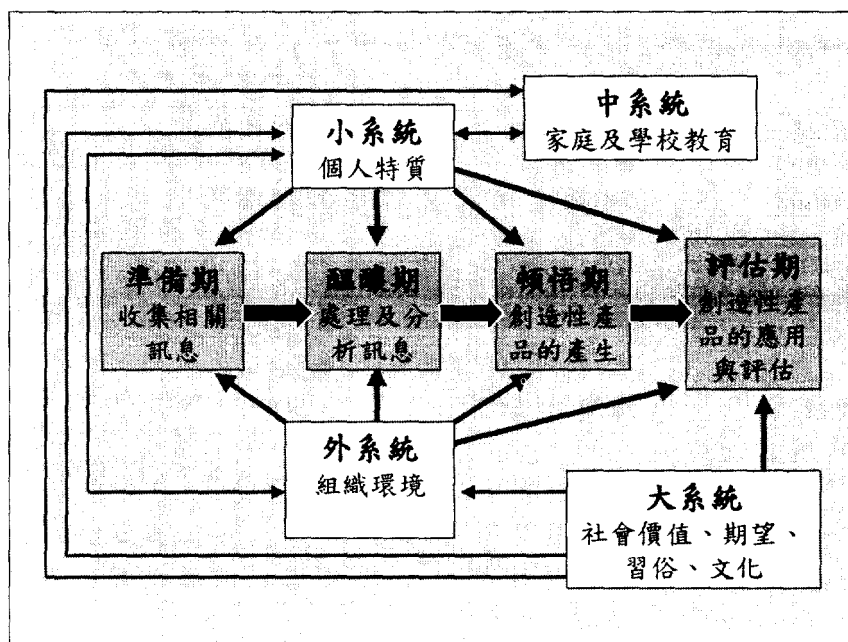 中系統
家庭及學校教育
小系統
個人特質
準備期
收集相關
訊息
醞釀期
處理及分
析訊息
頓悟期
創造性產
品的產生
評估期
創造性產
品的應用
與評估
外系統
組織環境
大系統
社會價值、期望、
習俗、文化